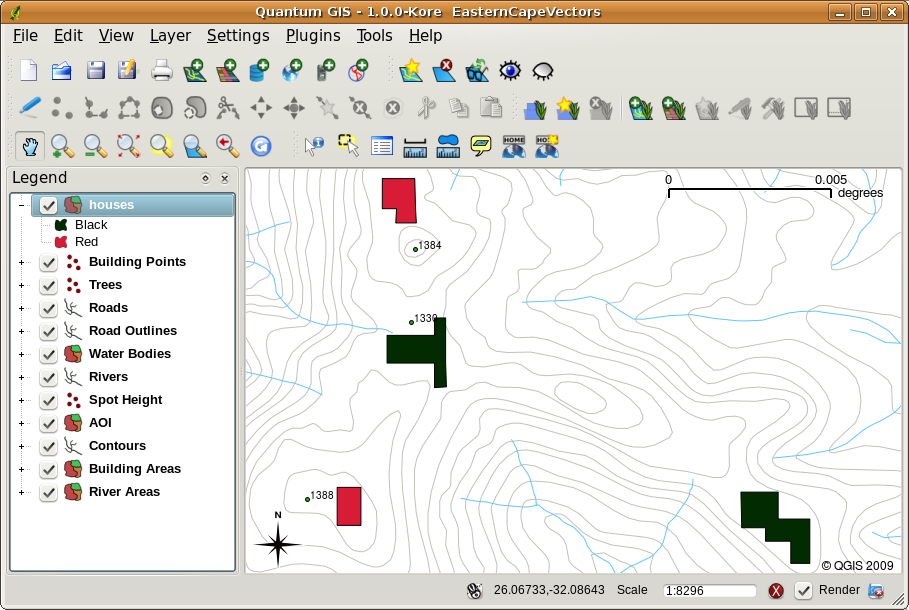 Quantum GIS - 1.0.0-Kore EasternCapeVectors
File Edit View Layer Settings Plugins Tools Help
HOME HOME
Legend
houses
Black
Red
Building Points
Trees
Roads
Road Outlines
Water Bodies
Rivers
Spot Height
AOI
Contours
Building Areas
River Areas
0 0.005
degrees
1384
1330
1388
N
© QGIS 2009
26.06733,-32.08643 Scale 1:8296 Render